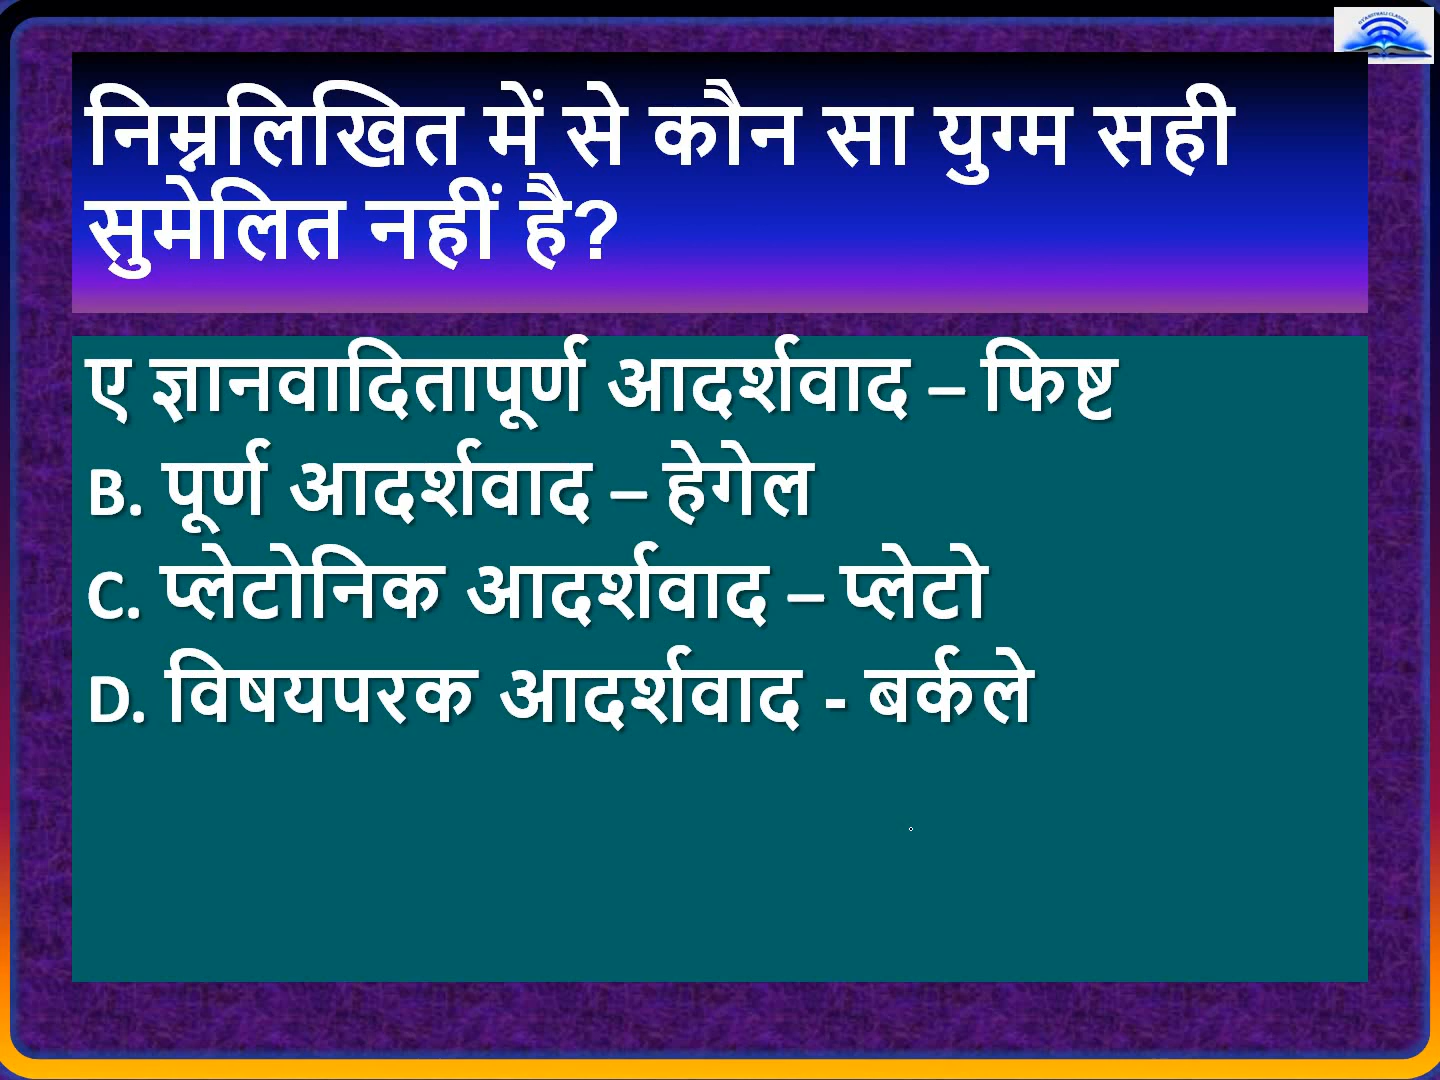 निम्नलिखित में से कौन सा युग्म सही
सुमेलित नहीं है?
ए ज्ञानवादितापूर्ण आदर्शवाद – फिष्ट
B. पूर्ण आदर्शवाद – हेगेल
C. प्लेटोनिक आदर्शवाद – प्लेटो
D. विषयपरक आदर्शवाद - बर्कले